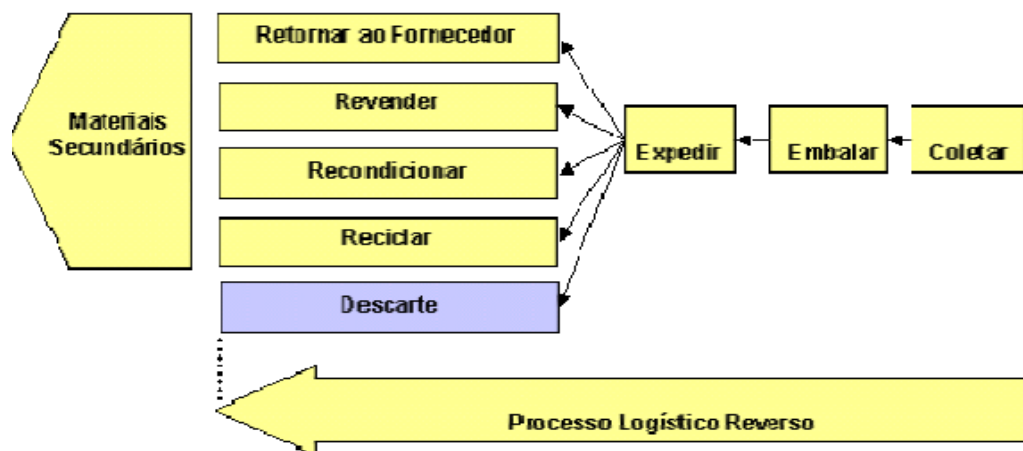 Retornar ao Fornecedor
Revender
Materiais
Secundários
Recondicionar
Reciclar
Descarte
Expedir
Embalar
Coletar
Processo Logístico Reverso